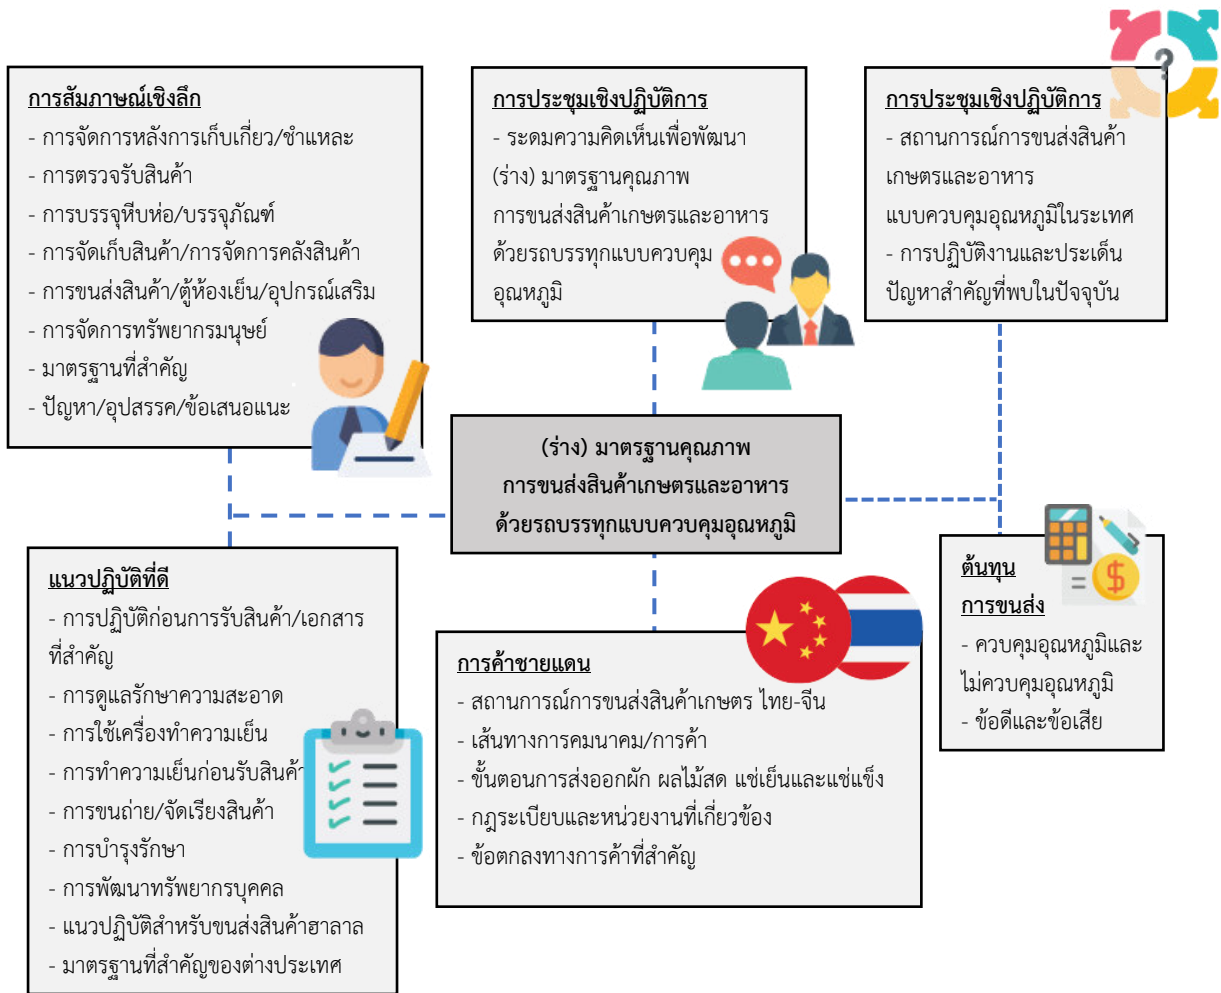 การสัมภาษณ์เชิงลึก
- การจัดการหลังการเก็บเกี่ยว/ชำแหละ
- การตรวจรับสินค้า
- การบรรจุหีบห่อ/บรรจุภัณฑ์
- การจัดเก็บสินค้า/การจัดการคลังสินค้า
- การขนส่งสินค้า/ตู้ห้องเย็น/อุปกรณ์เสริม
- การจัดการทรัพยากรมนุษย์
- มาตรฐานที่สำคัญ
- ปัญหา/อุปสรรค/ข้อเสนอแนะ
การประชุมเชิงปฏิบัติการ
- ระดมความคิดเห็นเพื่อพัฒนา
(ร่าง) มาตรฐานคุณภาพ
การขนส่งสินค้าเกษตรและอาหาร
ด้วยรถบรรทุกแบบควบคุม
อุณหภูมิ
?
การประชุมเชิงปฏิบัติการ
- สถานการณ์การขนส่งสินค้า
เกษตรและอาหาร
แบบควบคุมอุณหภูมิในระเทศ
- การปฏิบัติงานและประเด็น
ปัญหาสำคัญที่พบในปัจจุบัน
(ร่าง) มาตรฐานคุณภาพ
การขนส่งสินค้าเกษตรและอาหาร
ด้วยรถบรรทุกแบบควบคุมอุณหภูมิ
แนวปฏิบัติที่ดี
- การปฏิบัติก่อนการรับสินค้า/เอกสาร
ที่สำคัญ
- การดูแลรักษาความสะอาด
- การใช้เครื่องทำความเย็น
- การทำความเย็นก่อนรับสินค้า
- การขนถ่าย/จัดเรียงสินค้า
- การบำรุงรักษา
- การพัฒนาทรัพยากรบุคคล
- แนวปฏิบัติสำหรับขนส่งสินค้าฮาลาล
- มาตรฐานที่สำคัญของต่างประเทศ
การค้าชายแดน
- สถานการณ์การขนส่งสินค้าเกษตร ไทย-จีน
- เส้นทางการคมนาคม/การค้า
- ขั้นตอนการส่งออกผัก ผลไม้สด แช่เย็นและแช่แข็ง
- กฎระเบียบและหน่วยงานที่เกี่ยวข้อง
- ข้อตกลงทางการค้าที่สำคัญ
ต้นทุน
การขนส่ง
- ควบคุมอุณหภูมิและ
ไม่ควบคุมอุณหภูมิ
- ข้อดีและข้อเสีย
= $